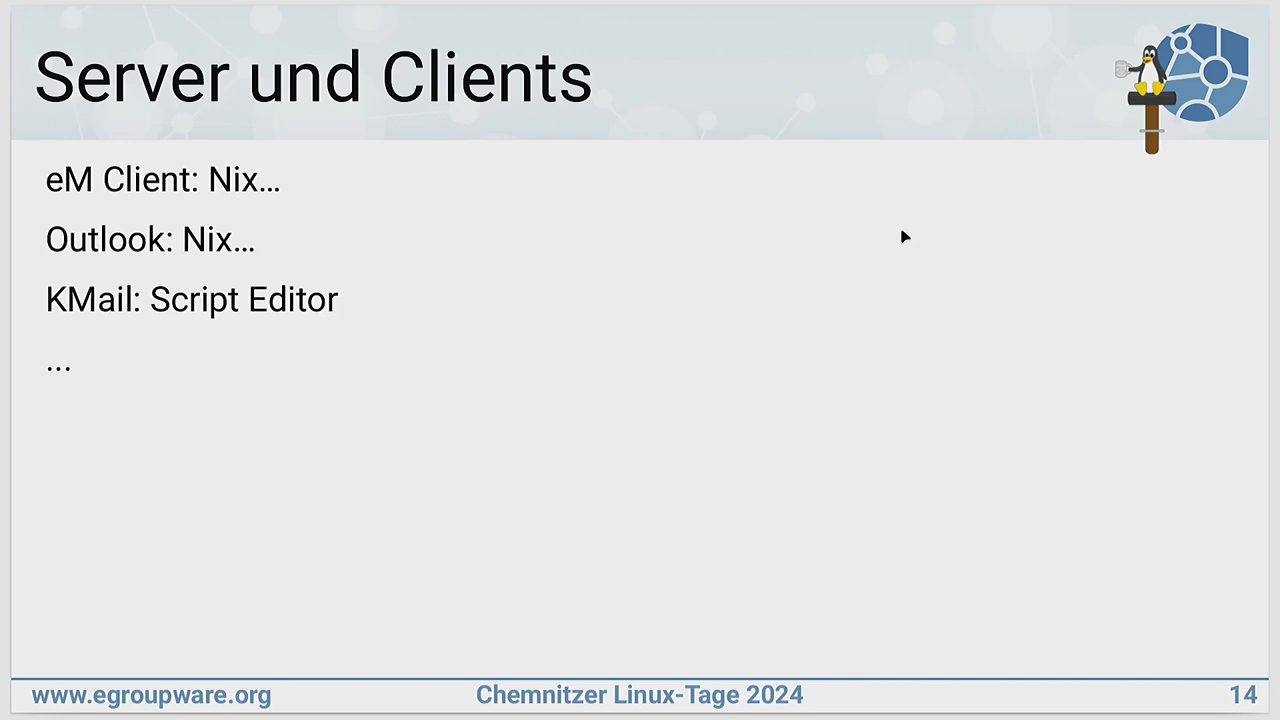 Server und Clients
eM Client: Nix…
Outlook: Nix…
KMail: Script Editor
...
www.egroupware.org
Chemnitzer Linux-Tage 2024
14